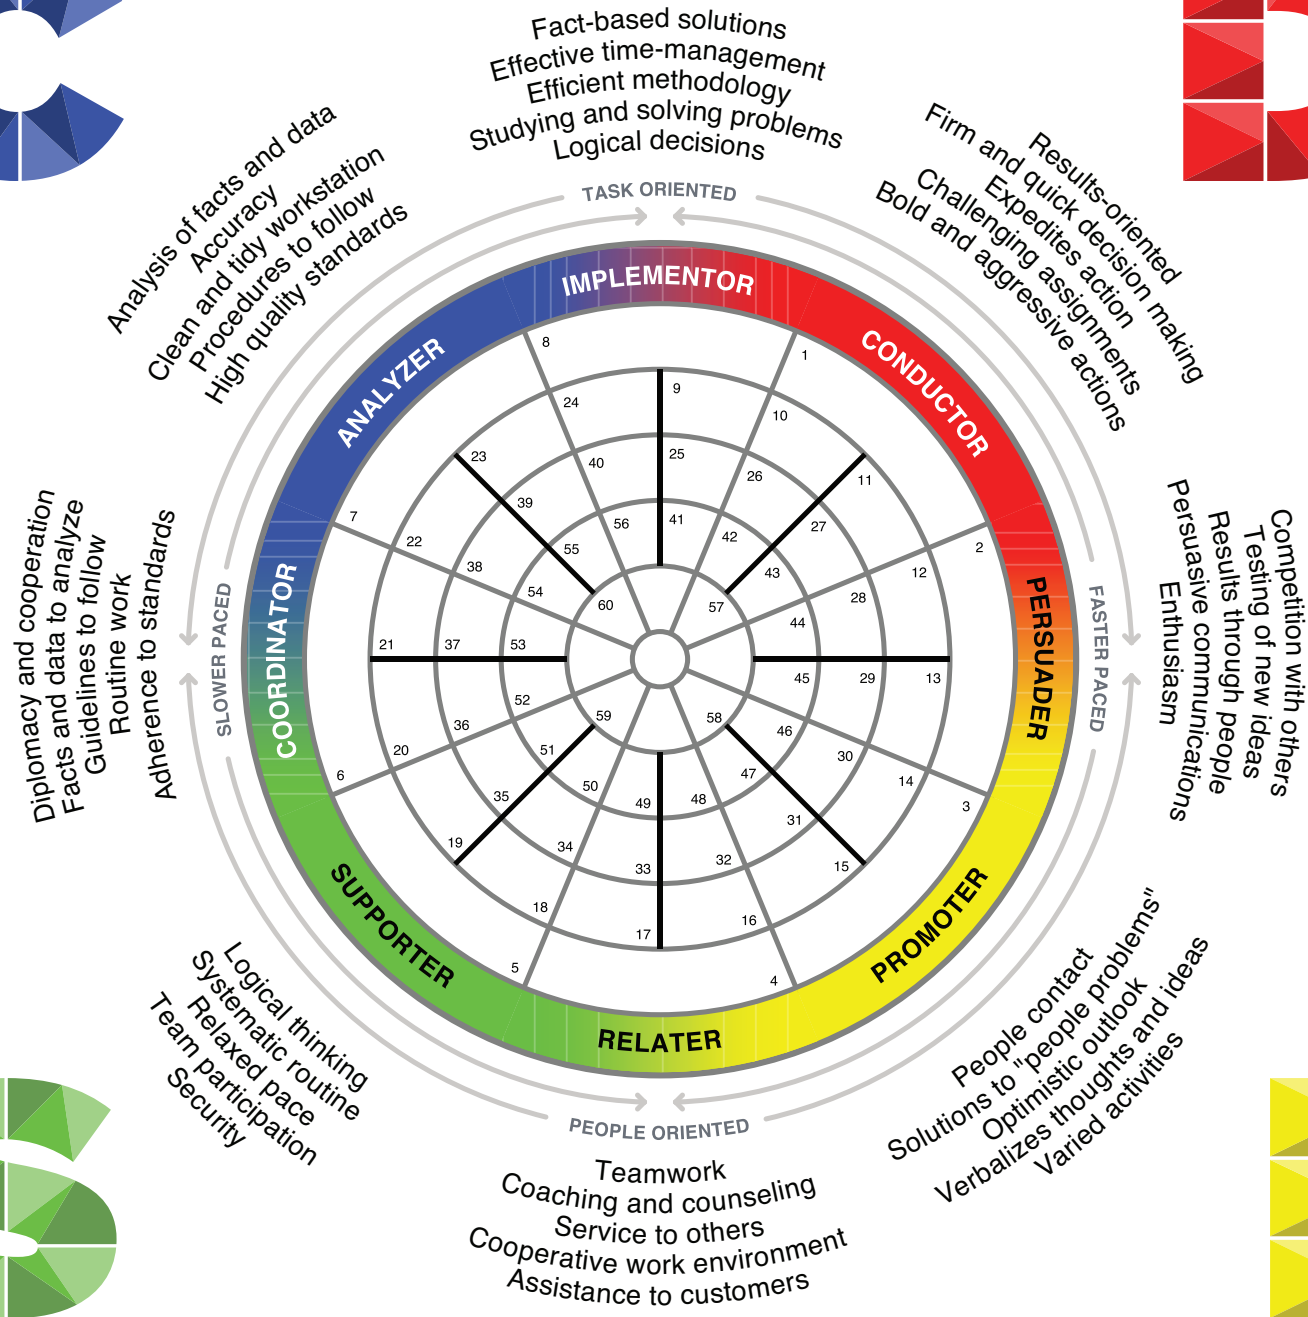 Fact-based solutions
Effective time-management
Efficient methodology
Studying and solving problems
Logical decisions
TASK ORIENTED
Results-oriented
Firm and quick decision making
Expedites action
Challenging assignments
Bold and aggressive actions
Analysis of facts and data
Accuracy
Clean and tidy workstation
Procedures to follow
High quality standards
IMPLEMENTOR
CONDUCTOR
ANALYZER
PERSUADER
COORDINATOR
PROMOTER
SUPPORTER
RELATER
FASTER PACED
SLOWER PACED
Competition with others
Testing of new ideas
Results through people
Persuasive communications
Enthusiasm
Diplomacy and cooperation
Facts and data to analyze
Guidelines to follow
Routine work
Adherence to standards
8
1
9
24
10
23
40
25
26
11
7
39
56
41
42
27
2
22
38
55
43
12
54
60
57
28
44
21
37
53
45
29
13
52
59
58
46
36
20
51
30
6
50
49
48
47
14
3
35
31
19
34
33
32
15
18
17
16
5
4
People contact
Solutions to "people problems"
Optimistic outlook
Verbalizes thoughts and ideas
Varied activities
Logical thinking
Systematic routine
Relaxed pace
Team participation
Security
PEOPLE ORIENTED
Teamwork
Coaching and counseling
Service to others
Cooperative work environment
Assistance to customers
C
D
S